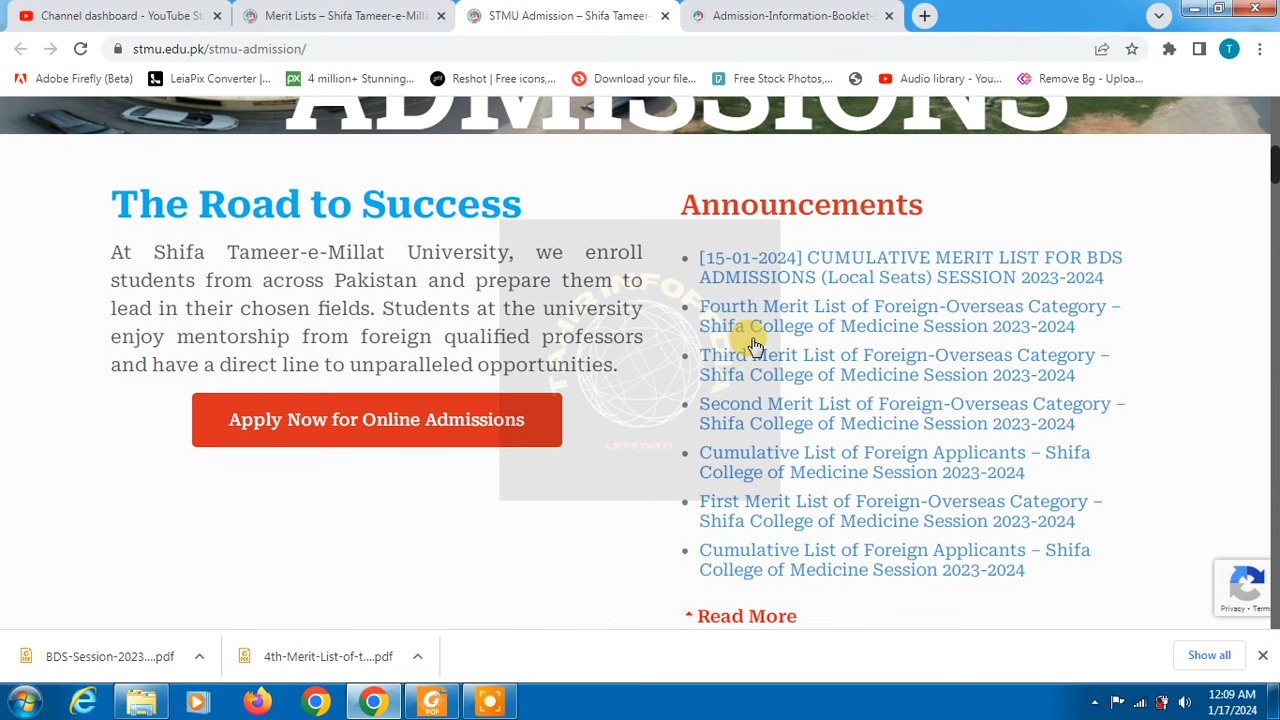 Channel dashboard - YouTube St
Merit Lists – Shifa Tameer-e-Milla
STMU Admission – Shifa Tameer-
Admission-Information-Booklet-
stmu.edu.pk/stmu-admission/
T
Adobe Firefly (Beta)
LeiaPix Converter |...
4 million+ Stunning...
Reshot | Free icons,...
Download your file...
Free Stock Photos,...
Audio library - You...
Remove Bg - Uploa...
ADMISSIONS
The Road to Success
At Shifa Tameer-e-Millat University, we enroll
students from across Pakistan and prepare them to
lead in their chosen fields. Students at the university
enjoy mentorship from foreign qualified professors
and have a direct line to unparalleled opportunities.
Apply Now for Online Admissions
Announcements
[15-01-2024] CUMULATIVE MERIT LIST FOR BDS
ADMISSIONS (Local Seats) SESSION 2023-2024
Fourth Merit List of Foreign-Overseas Category –
Shifa College of Medicine Session 2023-2024
Third Merit List of Foreign-Overseas Category –
Shifa College of Medicine Session 2023-2024
Second Merit List of Foreign-Overseas Category –
Shifa College of Medicine Session 2023-2024
Cumulative List of Foreign Applicants – Shifa
College of Medicine Session 2023-2024
First Merit List of Foreign-Overseas Category –
Shifa College of Medicine Session 2023-2024
Cumulative List of Foreign Applicants – Shifa
College of Medicine Session 2023-2024
Read More
LETS DO IT
Privacy - Term
BDS-Session-2023....pdf
4th-Merit-List-of-t....pdf
Show all
PDF
12:09 AM
1/17/2024